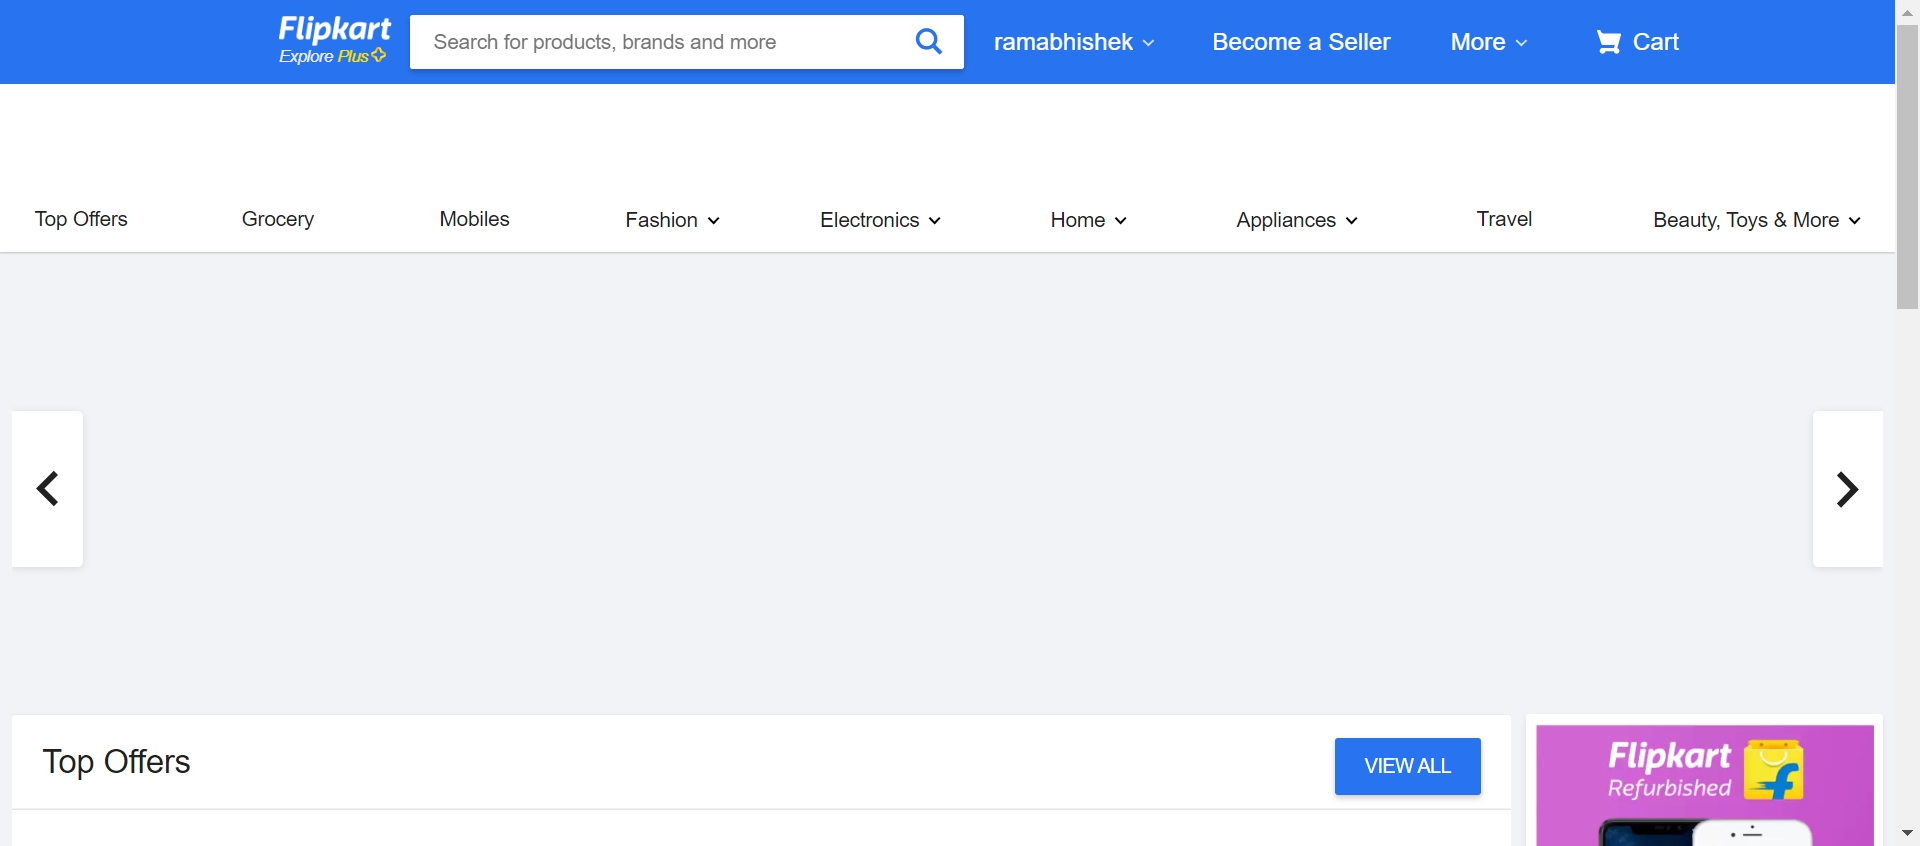 Flipkart
Explore Plus
Search for products, brands and more
ramabhishek
Become a Seller
More
Cart
Top Offers
Grocery
Mobiles
Fashion
Electronics
Home
Appliances
Travel
Beauty, Toys & More
Top Offers
VIEW ALL
Flipkart
Refurbished